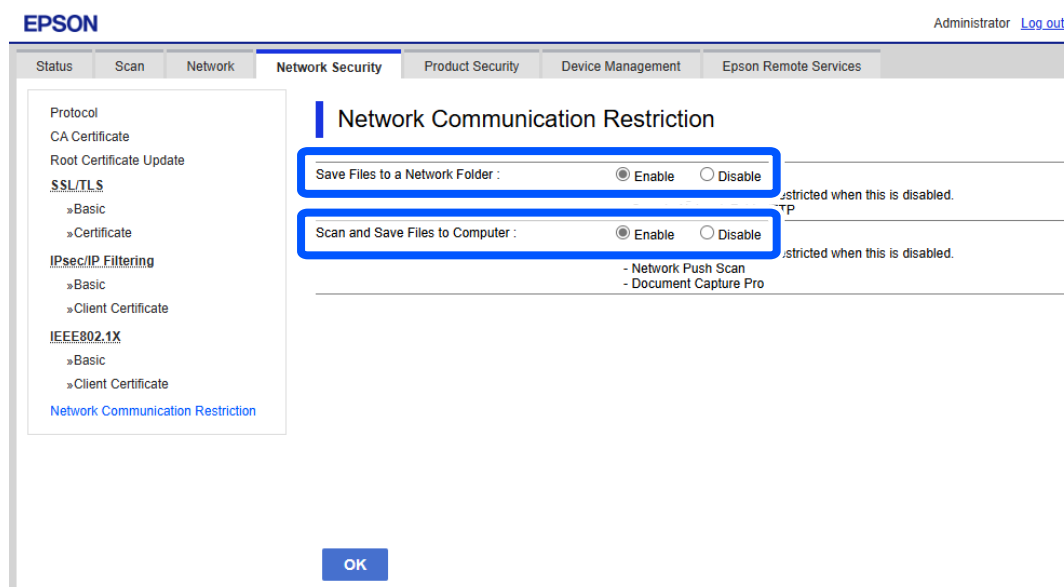 EPSON
Administrator Log out
Status Scan Network Network Security Product Security Device Management Epson Remote Services
Protocol
CA Certificate
Root Certificate Update
SSL/TLS
»Basic
»Certificate
IPsec/IP Filtering
»Basic
»Client Certificate
IEEE802.1X
»Basic
»Client Certificate
Network Communication Restriction
Network Communication Restriction
Save Files to a Network Folder : Enable Disable
when this is disabled.
Scan and Save Files to Computer : Enable Disable
when this is disabled.
- Network Push Scan
- Document Capture Pro
OK